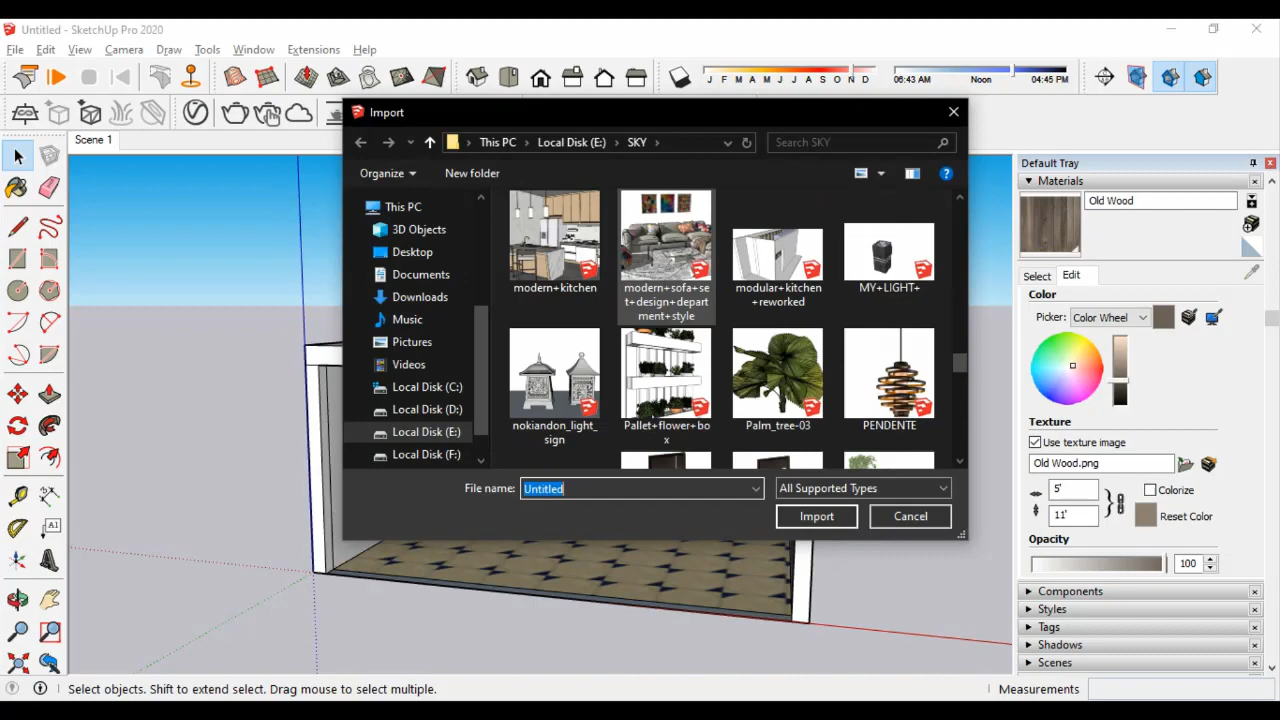 Untitled - SketchUp Pro 2020
File Edit View Camera Draw Tools Window Extensions Help
J F M A M J J A S O N D
06:43 AM Noon 04:45 PM
Scene 1
Import
This PC Local Disk (E:) SKY
Search SKY
Organize New folder
This PC
3D Objects
Desktop
Documents
Downloads
Music
Pictures
Videos
Local Disk (C:)
Local Disk (D:)
Local Disk (E:)
Local Disk (F:)
modern+kitchen
modern+sofa+se
t+design+depart
ment+style
modular+kitchen
+reworked
MY+LIGHT+
nokiandon_light_
sign
Pallet+flower+bo
x
Palm_tree-03
PENDENTE
File name: Untitled
All Supported Types
Import Cancel
Default Tray
Materials
Old Wood
Select Edit
Color
Picker: Color Wheel
Texture
Use texture image
Old Wood.png
5'
Colorize
11'
Reset Color
Opacity
100
Components
Styles
Tags
Shadows
Scenes
A1
Select objects. Shift to extend select. Drag mouse to select multiple.
Measurements